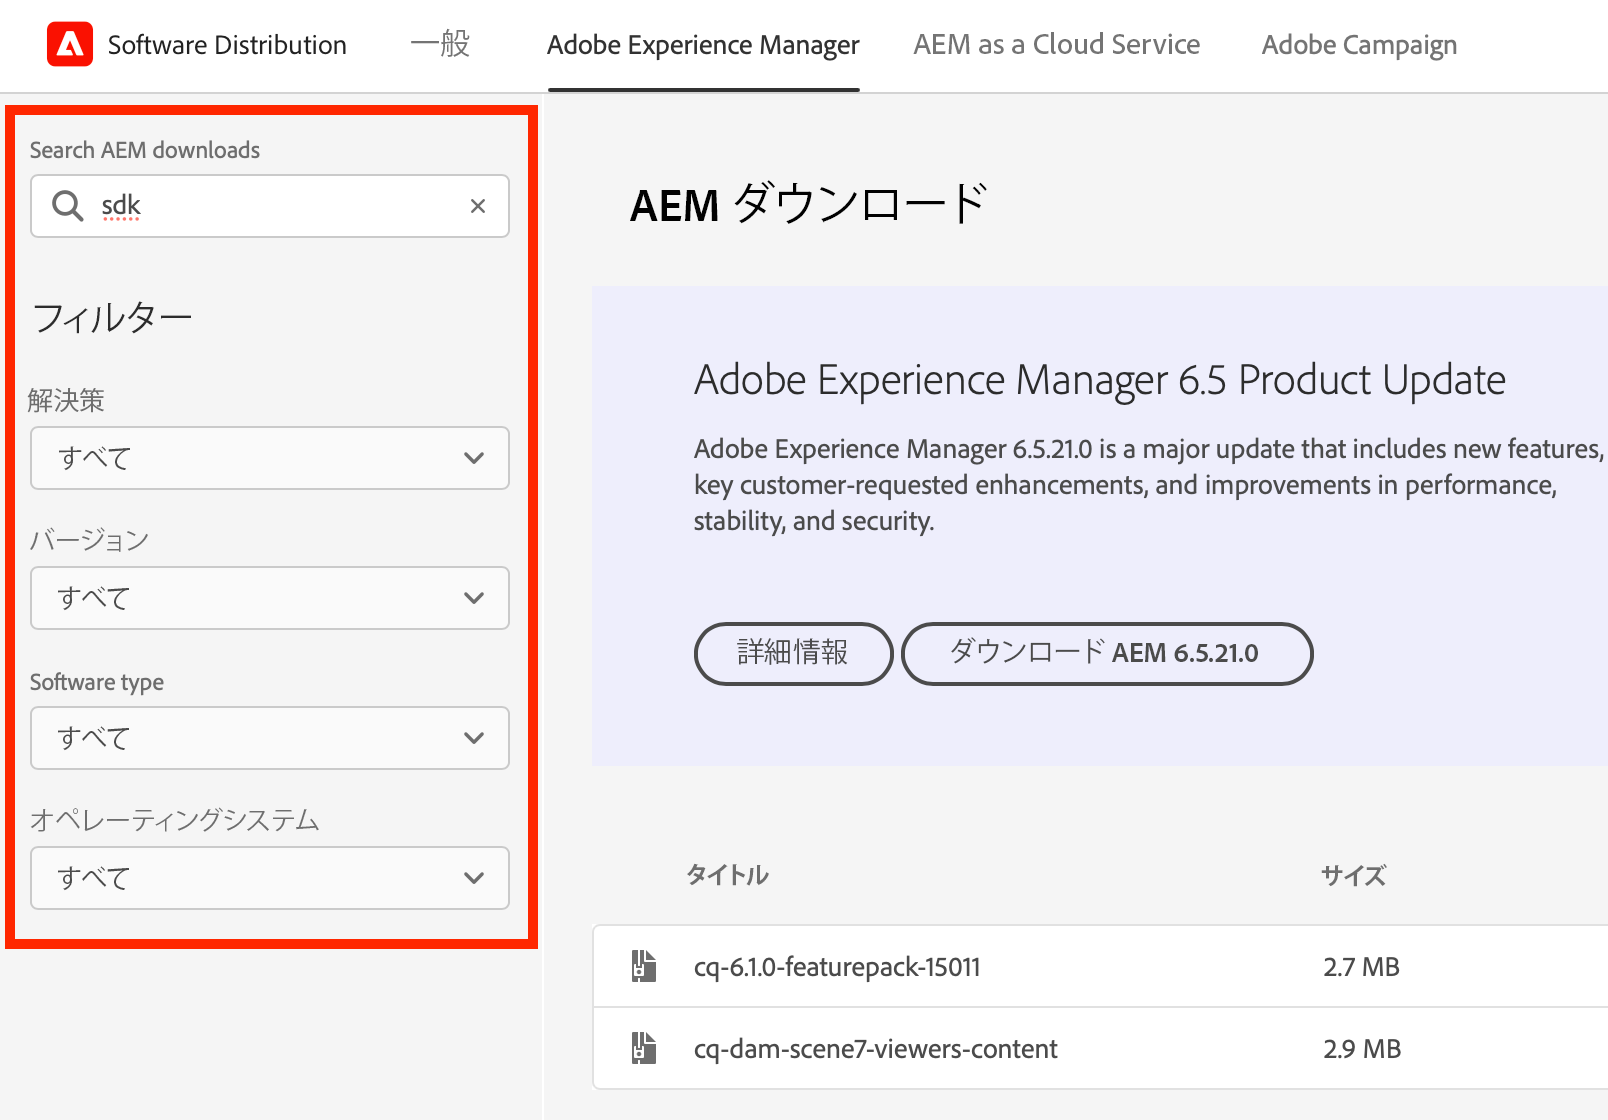 Software Distribution
一般
Adobe Experience Manager
AEM as a Cloud Service
Adobe Campaign
Search AEM downloads
sdk
フィルター
解決策
すべて
バージョン
すべて
Software type
すべて
オペレーティングシステム
すべて
AEM ダウンロード
Adobe Experience Manager 6.5 Product Update
Adobe Experience Manager 6.5.21.0 is a major update that includes new features,
key customer-requested enhancements, and improvements in performance,
stability, and security.
詳細情報
ダウンロード AEM 6.5.21.0
タイトル
サイズ
cq-6.1.0-featurepack-15011
2.7 MB
cq-dam-scene7-viewers-content
2.9 MB